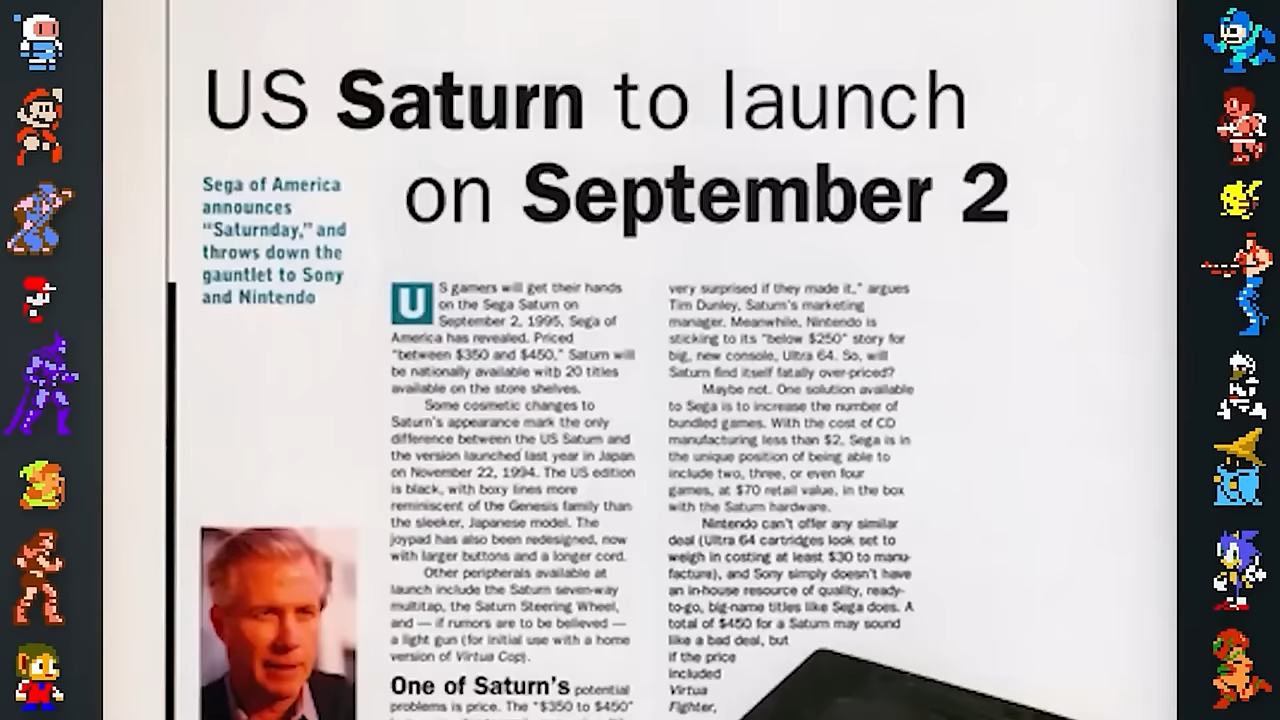 US Saturn to launch
on September 2
Sega of America
announces
“Saturnday,” and
throws down the
gauntlet to Sony
and Nintendo
US gamers will get their hands
on the Sega Saturn on
September 2, 1995, Sega of
America has revealed. Priced
“between $350 and $450,” Saturn will
be nationally available with 20 titles
available on the store shelves.
Some cosmetic changes to
Saturn’s appearance mark the only
difference between the US Saturn and
the version launched last year in Japan
on November 22, 1994. The US edition
is black, with boxy lines more
reminiscent of the Genesis family than
the sleeker, Japanese model. The
joypad has also been redesigned, now
with larger buttons and a longer cord.
Other peripherals available at
launch include the Saturn seven-way
multitap, the Saturn Steering Wheel,
and — if rumors are to be believed —
a light gun (for initial use with a home
version of Virtua Cop).
One of Saturn’s potential
problems is price. The “$350 to $450”
very surprised if they made it,” argues
Tim Dunley, Saturn’s marketing
manager. Meanwhile, Nintendo is
sticking to its “below $250” story for
big, new console, Ultra 64. So, will
Saturn find itself fatally over-priced?
Maybe not. One solution available
to Sega is to increase the number of
bundled games. With the cost of CD
manufacturing less than $2, Sega is in
the unique position of being able to
include two, three, or even four
games, at $70 retail value, in the box
with the Saturn hardware.
Nintendo can’t offer any similar
deal (Ultra 64 cartridges look set to
weigh in costing at least $30 to manu-
facture), and Sony simply doesn’t have
an in-house resource of quality, ready-
to-go, big-name titles like Sega does. A
total of $450 for a Saturn may sound
like a bad deal, but
if the price
included
Virtua
Fighter,